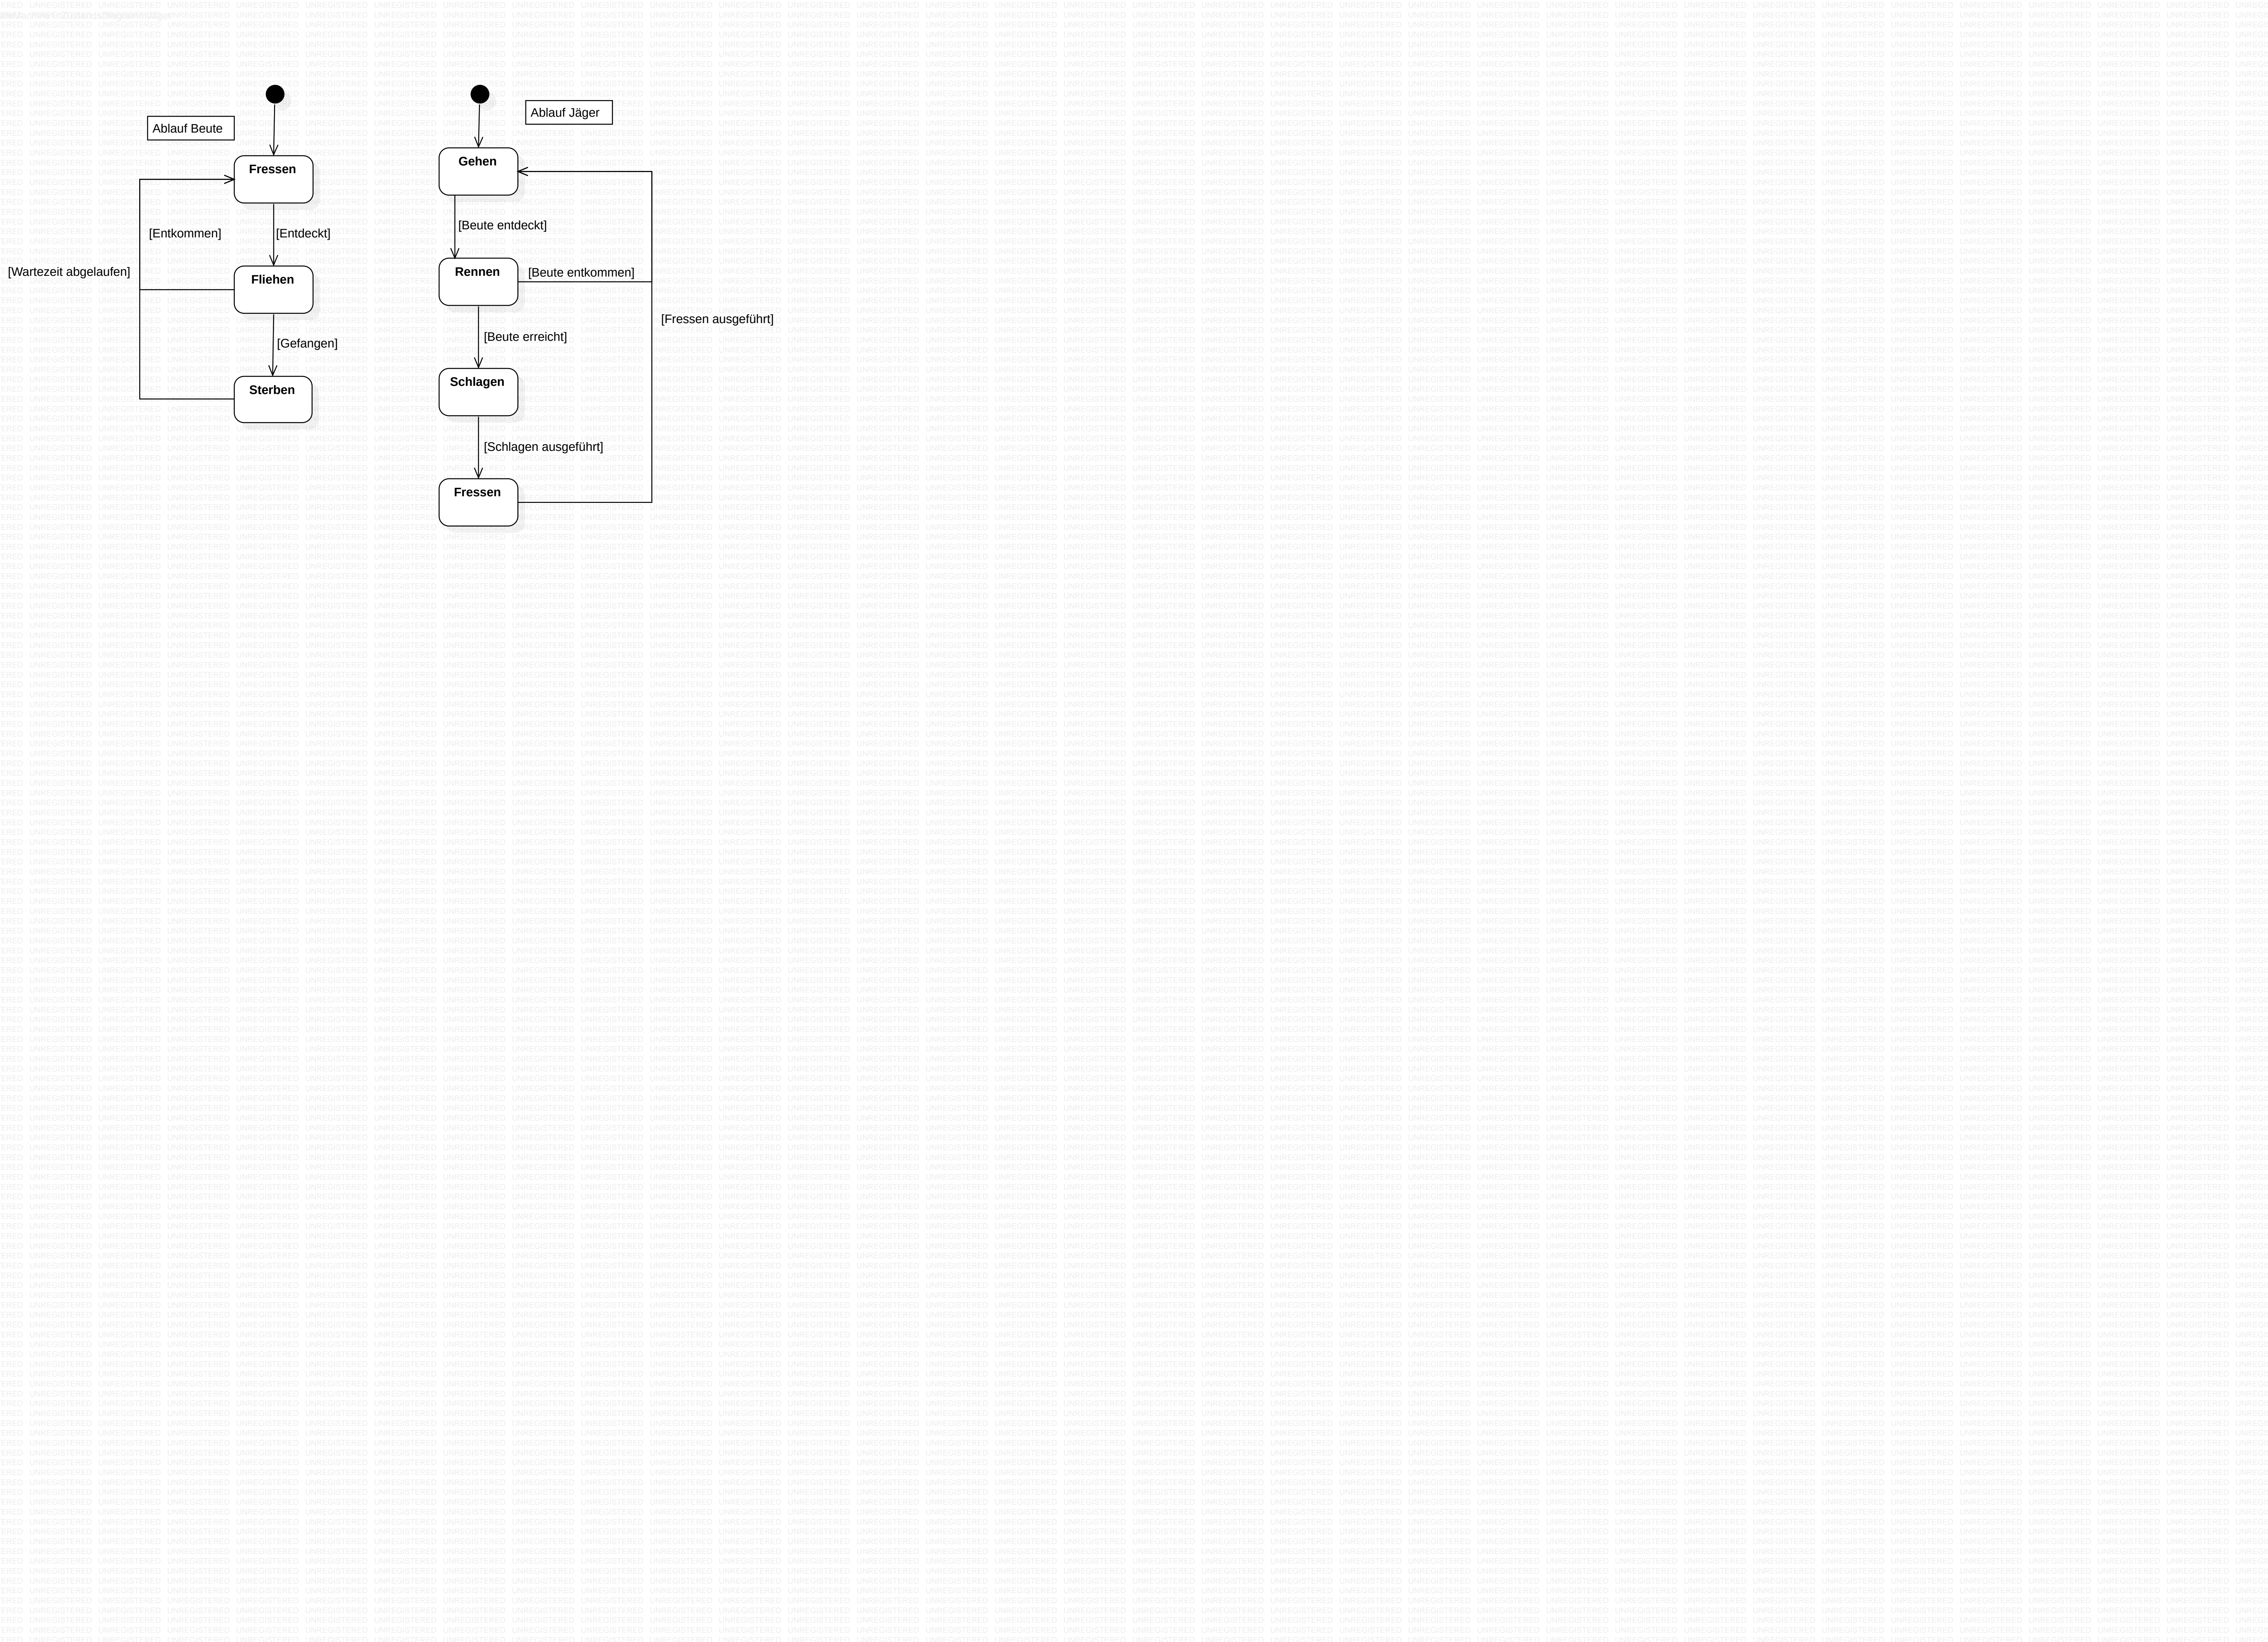 Ablauf Beute
Fressen
[Entkommen]
[Entdeckt]
[Wartezeit abgelaufen]
Fliehen
[Gefangen]
Sterben
Ablauf Jäger
Gehen
[Beute entdeckt]
Rennen
[Beute entkommen]
[Fressen ausgeführt]
[Beute erreicht]
Schlagen
[Schlagen ausgeführt]
Fressen
UNREGISTERED